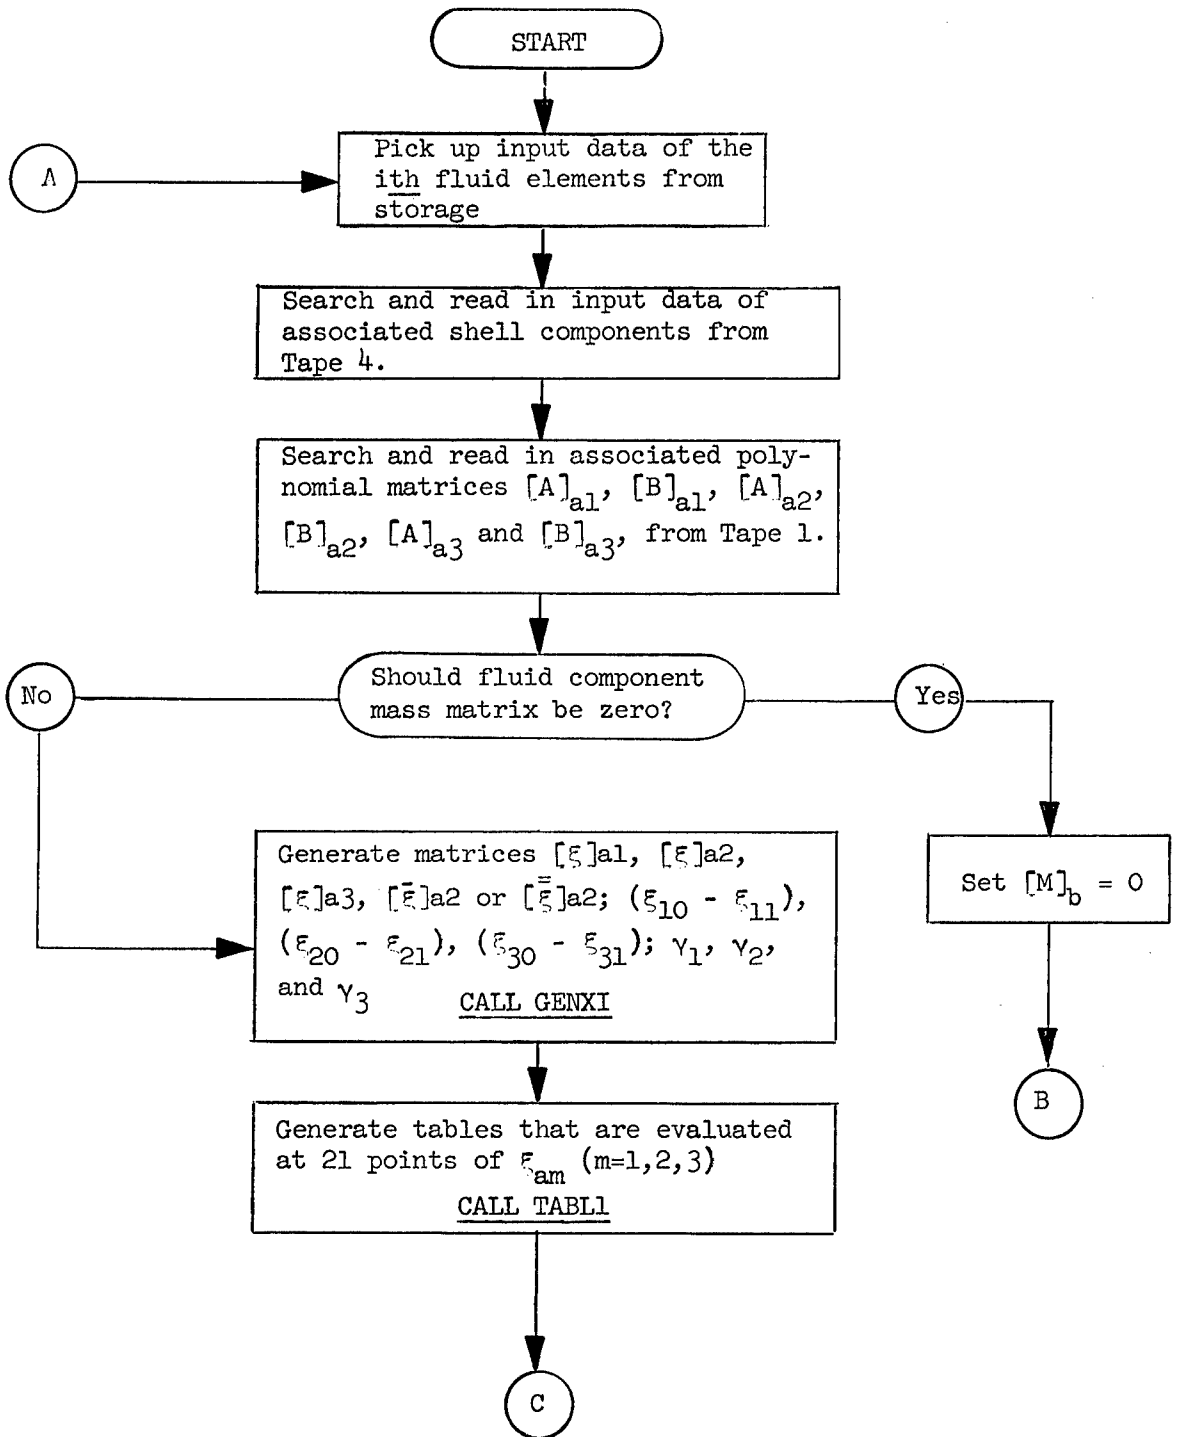 START
A
Pick up input data of the
ith fluid elements from
storage
Search and read in input data of
associated shell components from
Tape 4.
Search and read in associated poly-
nomial matrices [A]a1, [B]a1, [A]a2,
[B]a2, [A]a3 and [B]a3, from Tape 1.
Should fluid component
mass matrix be zero?
No
Yes
Generate matrices [ξ]a1, [ξ]a2,
[ξ]a3, [ξ̄]a2 or [ξ̿]a2; (ξ10 - ξ11),
(ξ20 - ξ21), (ξ30 - ξ31); γ1, γ2,
and γ3
CALL GENXI
Set [M]b = 0
B
Generate tables that are evaluated
at 21 points of ξam (m=1,2,3)
CALL TABL1
C